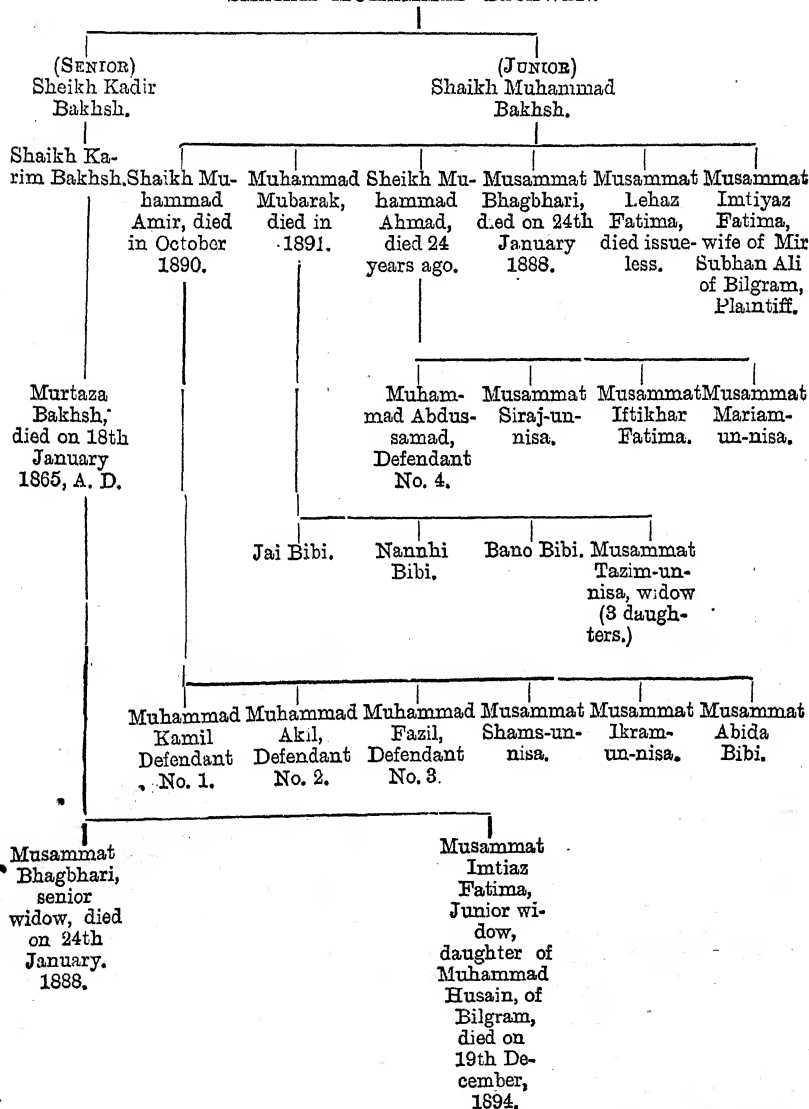 (SENIOR)
Sheikh Kadir
Bakhsh.
(JUNIOR)
Shaikh Muhammad
Bakhsh.
Shaikh Ka-
rim Bakhsh.
Shaikh Mu-
hammad
Amir, died
in October
1890.
Muhammad
Mubarak,
died in
1891.
Sheikh Mu-
hammad
Ahmad,
died 24
years ago.
Musammat
Bhagbhari,
died on 24th
January
1888.
Musammat
Lehaz
Fatima,
died issue-
less.
Musammat
Imtiyaz
Fatima,
wife of Mir
Subhan Ali
of Bilgram,
Plaintiff.
Murtaza
Bakhsh,
died on 18th
January
1865, A. D.
Muham-
mad Abdus-
samad,
Defendant
No. 4.
Musammat
Siraj-un-
nisa.
Musammat
Iftikhar
Fatima.
Musammat
Mariam-
un-nisa.
Jai Bibi.
Nannhi
Bibi.
Bano Bibi.
Musammat
Tazim-un-
nisa, widow
(3 daugh-
ters.)
Muhammad
Kamil
Defendant
No. 1.
Muhammad
Akil,
Defendant
No. 2.
Muhammad
Fazil,
Defendant
No. 3.
Musammat
Shams-un-
nisa.
Musammat
Ikram-
un-nisa.
Musammat
Abida
Bibi.
Musammat
Bhagbhari,
senior
widow, died
on 24th
January.
1888.
Musammat
Imtiaz
Fatima,
Junior wi-
dow,
daughter of
Muhammad
Husain, of
Bilgram,
died on
19th De-
cember,
1894.